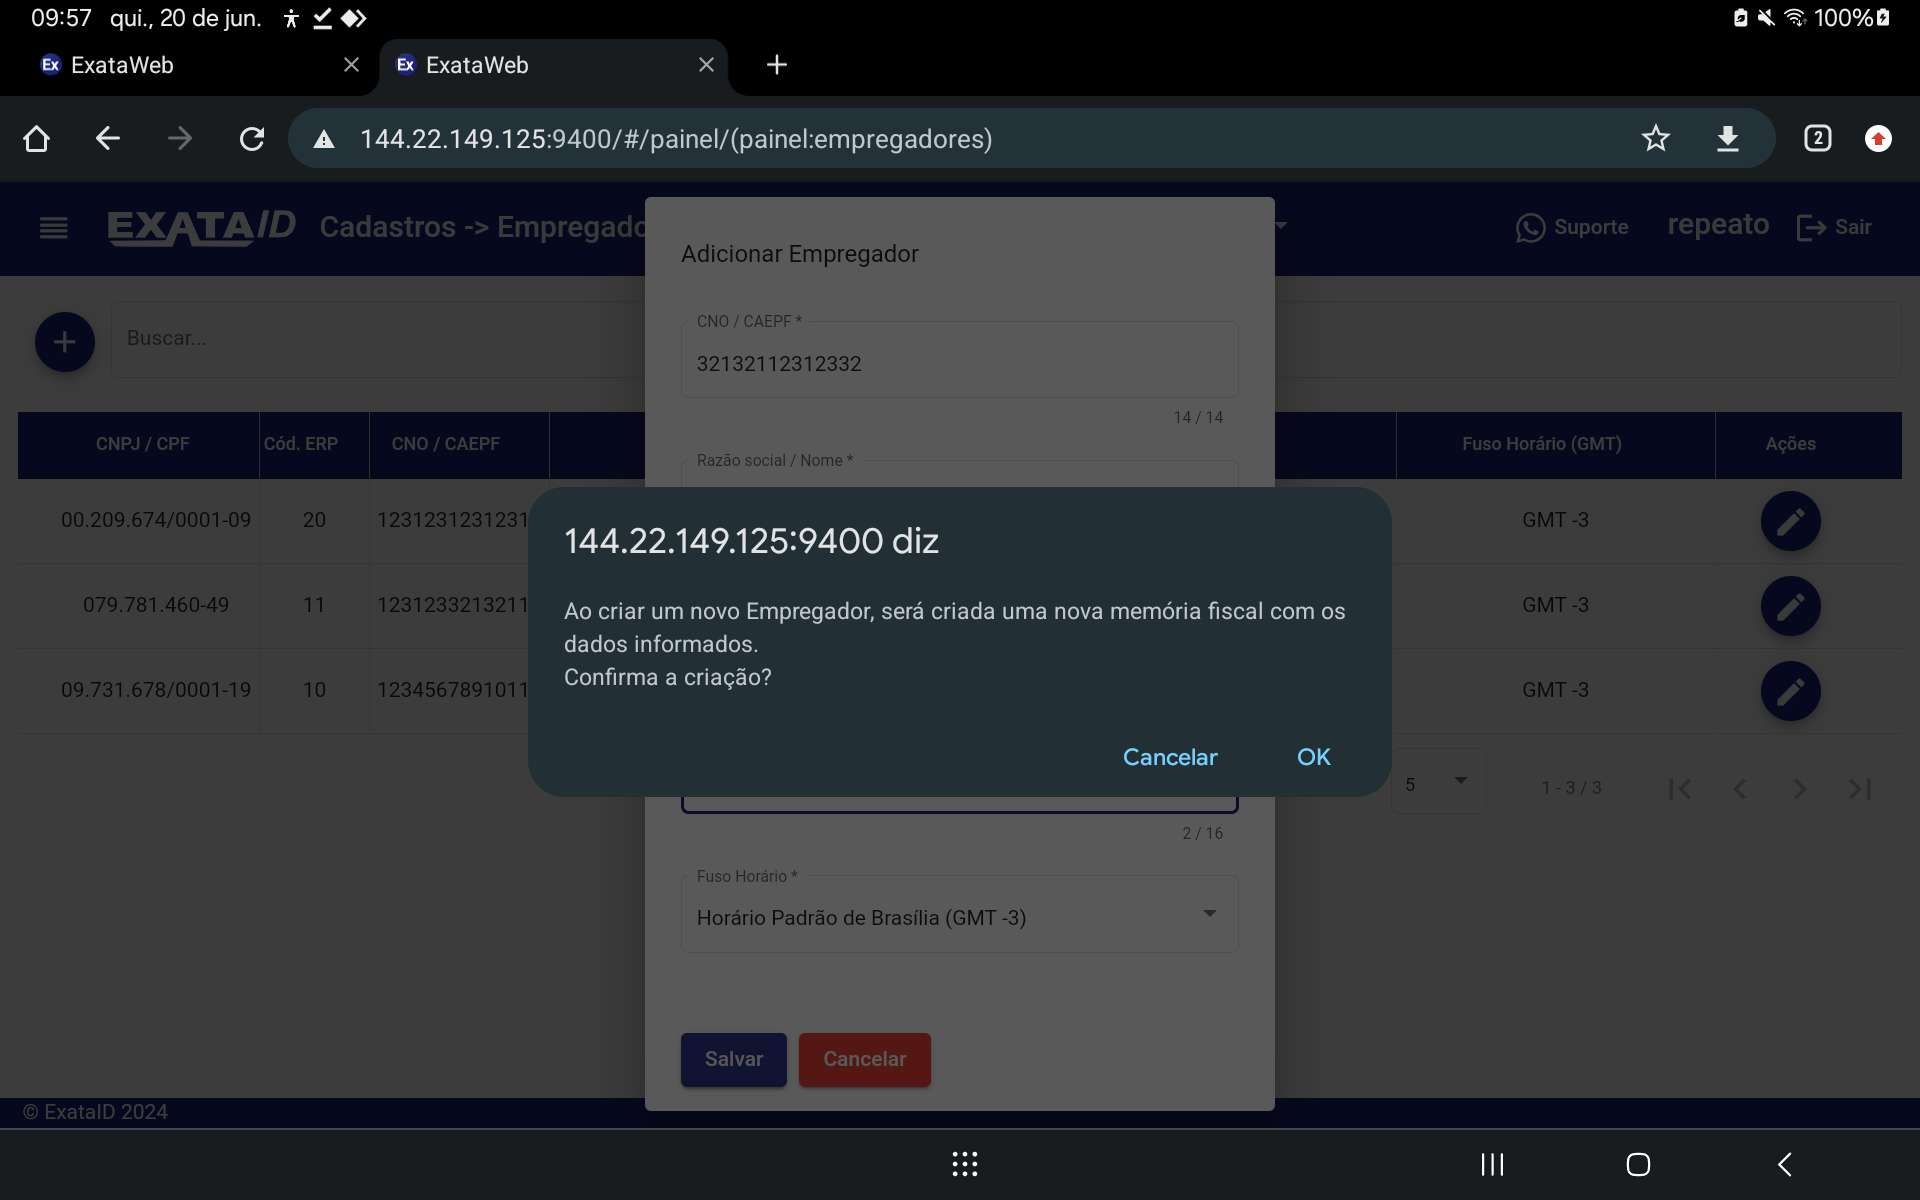 09:57 qui., 20 de jun. 100%
Ex ExataWeb
Ex ExataWeb
144.22.149.125:9400/#/painel/(painel:empregadores) 2
EXATAID Cadastros -> Empregado Suporte repeato Sair
Adicionar Empregador
Buscar...
CNO / CAEPF *
32132112312332
14 / 14
Razão social / Nome *
CNPJ / CPF Cód. ERP CNO / CAEPF Fuso Horário (GMT) Ações
00.209.674/0001-09 20 1231231231231 GMT -3
079.781.460-49 11 1231233213211 GMT -3
09.731.678/0001-19 10 1234567891011 GMT -3
144.22.149.125:9400 diz
Ao criar um novo Empregador, será criada uma nova memória fiscal com os
dados informados.
Confirma a criação?
Cancelar OK
5 1 - 3 / 3
2 / 16
Fuso Horário *
Horário Padrão de Brasília (GMT -3)
Salvar Cancelar
© ExataID 2024